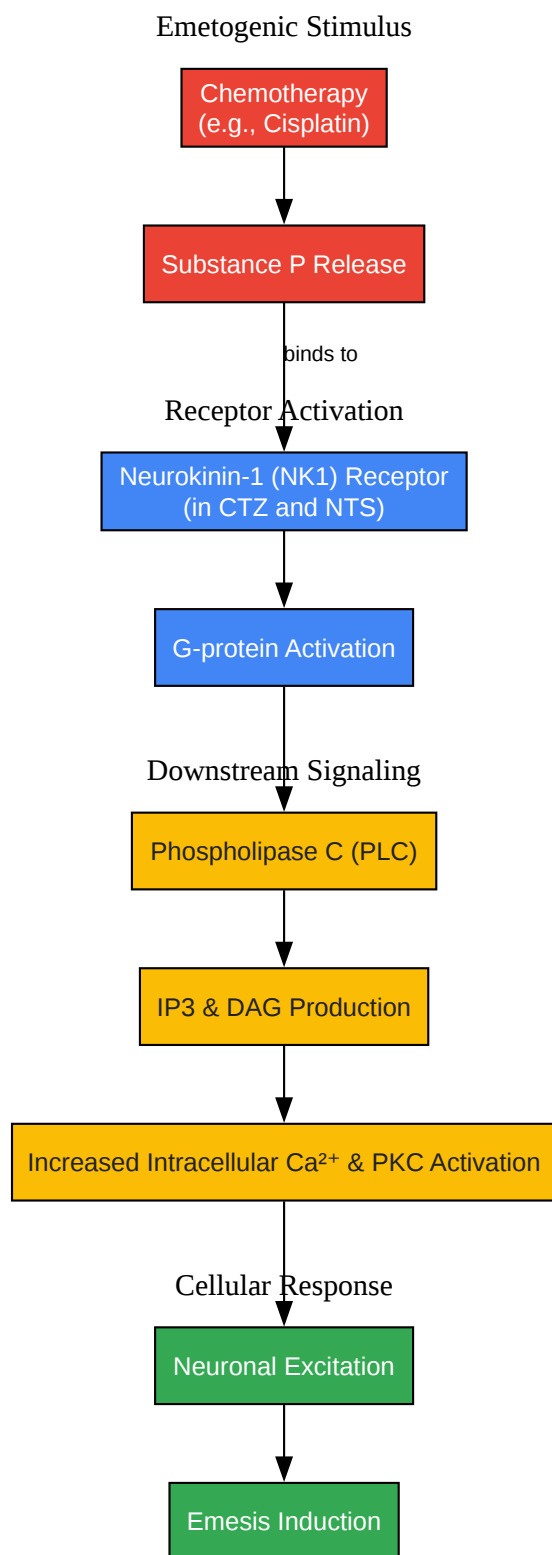 Emetogenic Stimulus
Chemotherapy
(e.g., Cisplatin)
Substance P Release
binds to
Receptor Activation
Neurokinin-1 (NK1) Receptor
(in CTZ and NTS)
G-protein Activation
Downstream Signaling
Phospholipase C (PLC)
IP3 & DAG Production
Increased Intracellular Ca²⁺ & PKC Activation
Cellular Response
Neuronal Excitation
Emesis Induction